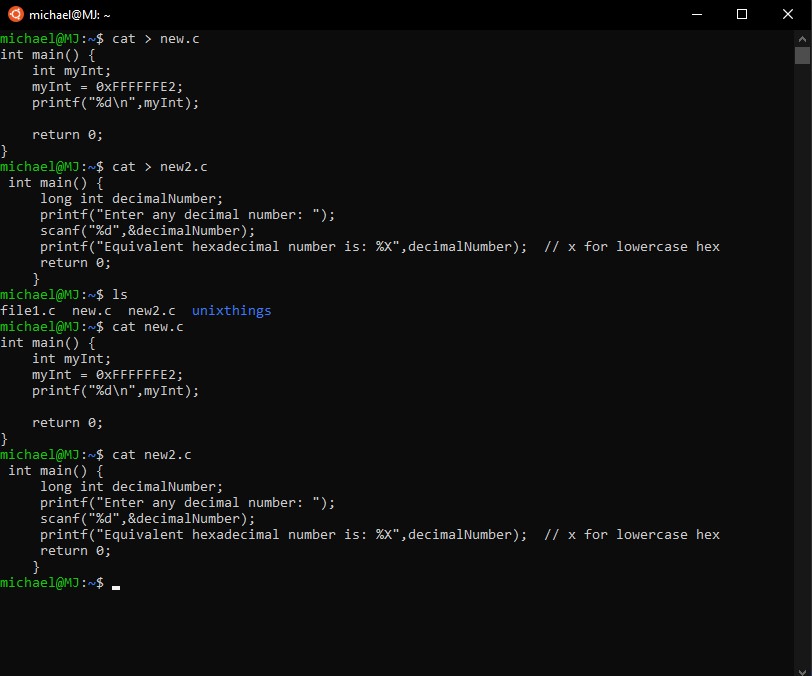 michael@MJ: ~
michael@MJ:~$ cat > new.c
int main() {
    int myInt;
    myInt = 0xFFFFFFE2;
    printf("%d\n",myInt);

    return 0;
}
michael@MJ:~$ cat > new2.c
 int main() {
     long int decimalNumber;
     printf("Enter any decimal number: ");
     scanf("%d",&decimalNumber);
     printf("Equivalent hexadecimal number is: %X",decimalNumber);  // x for lowercase hex
     return 0;
    }
michael@MJ:~$ ls
file1.c  new.c  new2.c  unixthings
michael@MJ:~$ cat new.c
int main() {
    int myInt;
    myInt = 0xFFFFFFE2;
    printf("%d\n",myInt);

    return 0;
}
michael@MJ:~$ cat new2.c
 int main() {
     long int decimalNumber;
     printf("Enter any decimal number: ");
     scanf("%d",&decimalNumber);
     printf("Equivalent hexadecimal number is: %X",decimalNumber);  // x for lowercase hex
     return 0;
    }
michael@MJ:~$